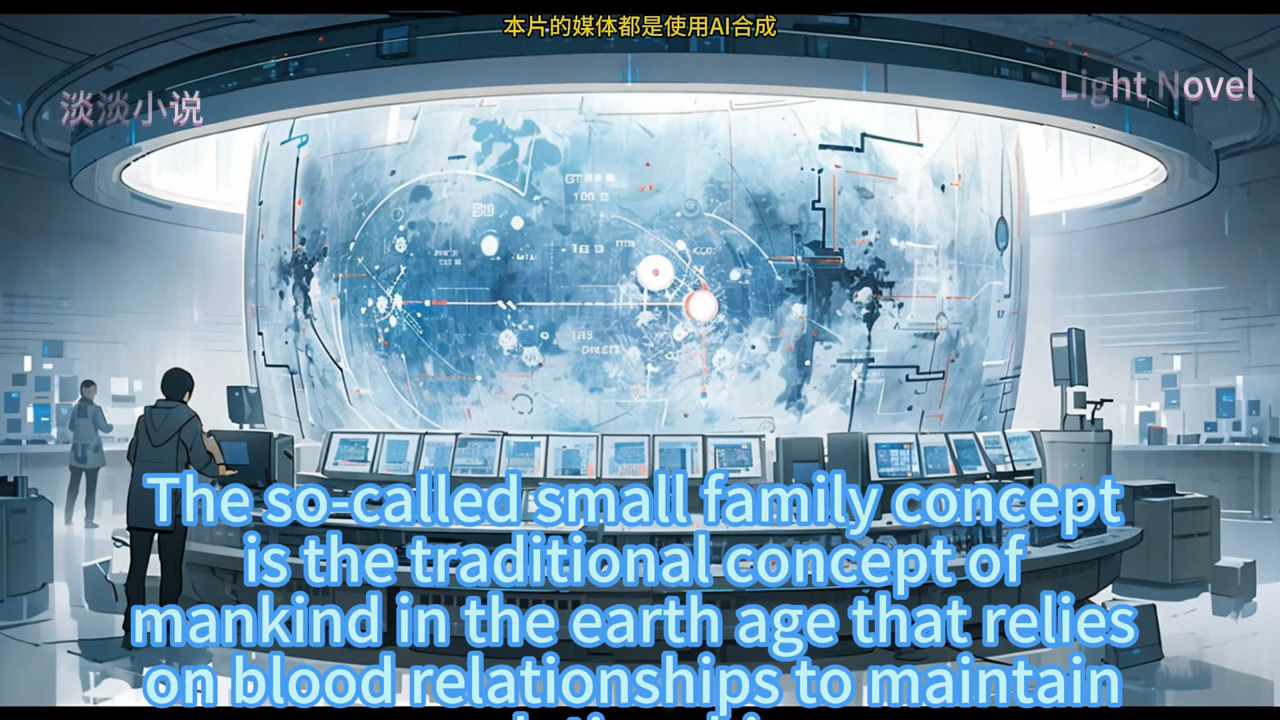 本片的媒体都是使用AI合成
淡淡小说
Light Novel
The so-called small family concept
is the traditional concept of
mankind in the earth age that relies
on blood relationships to maintain